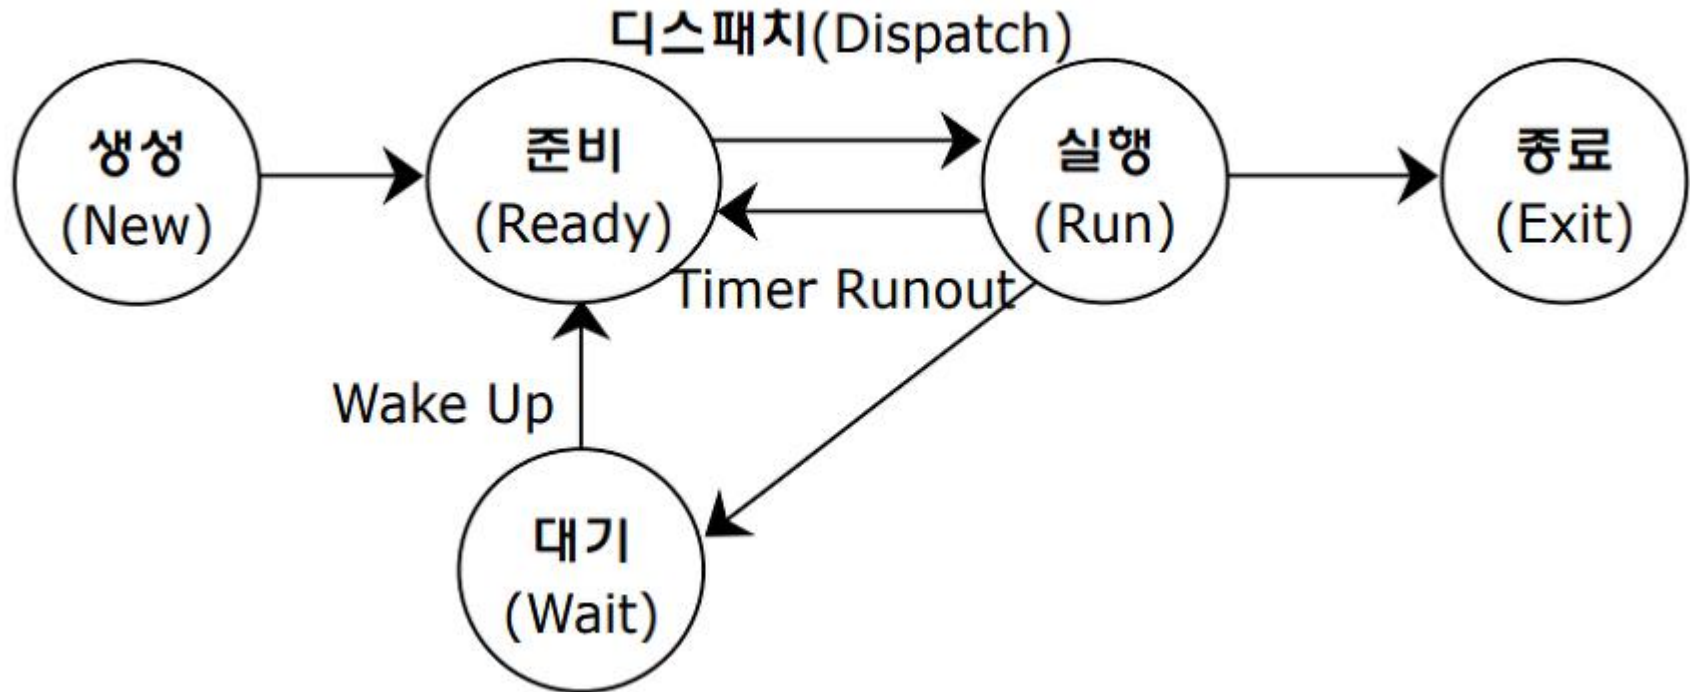 디스패치(Dispatch)
생성
(New)
준비
(Ready)
실행
(Run)
종료
(Exit)
Timer Runout
Wake Up
대기
(Wait)